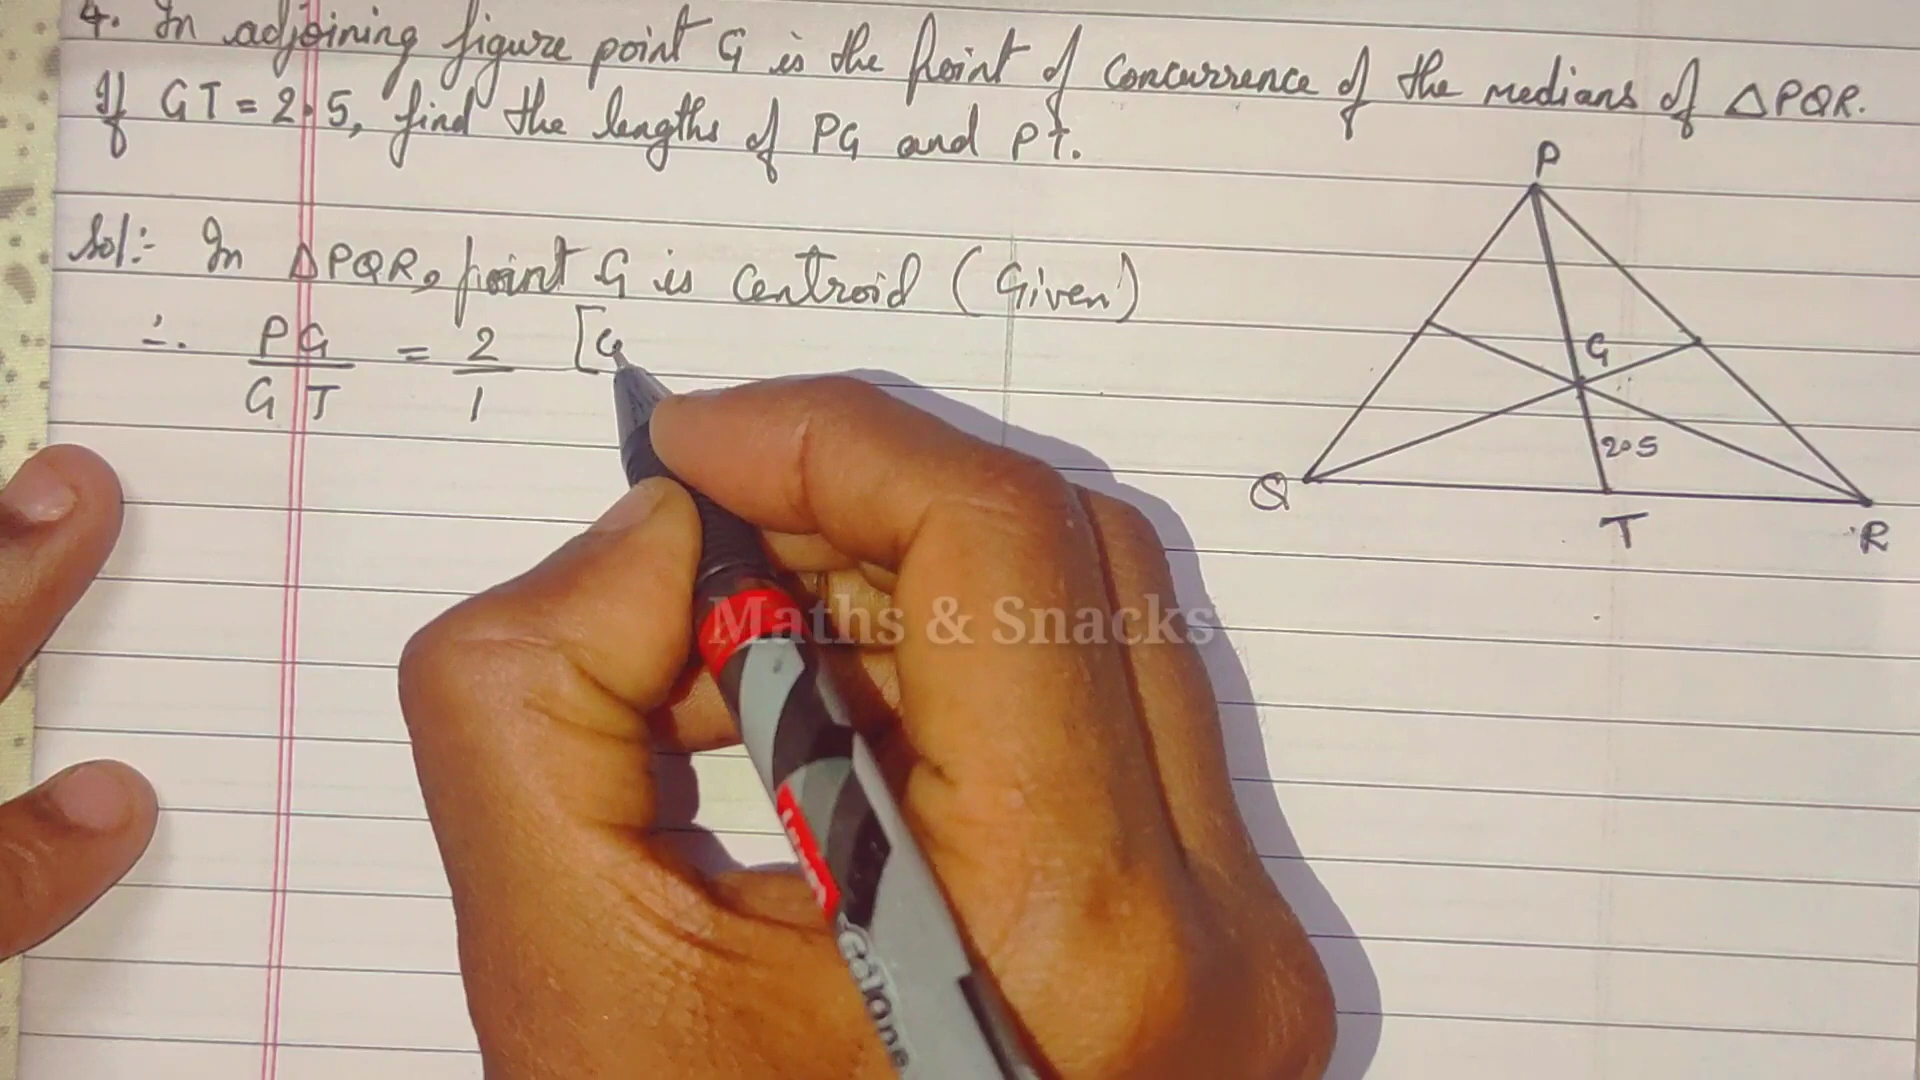 4. In adjoining figure point G is the point of concurrence of the medians of △PQR.
If GT = 2.5, find the lengths of PG and PT.
Sol:- In △PQR, point G is centroid (Given)
∴ PG/GT = 2/1 [C
P
G
2.5
Q
T
R
Maths & Snacks